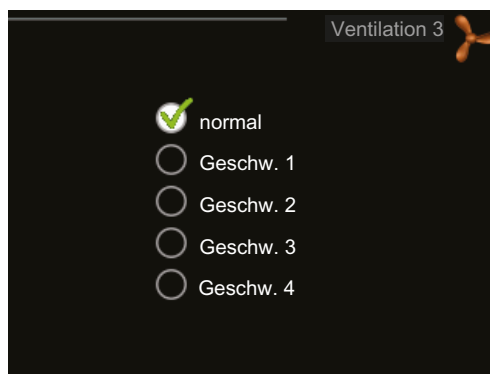 Ventilation 3
normal
Geschw. 1
Geschw. 2
Geschw. 3
Geschw. 4